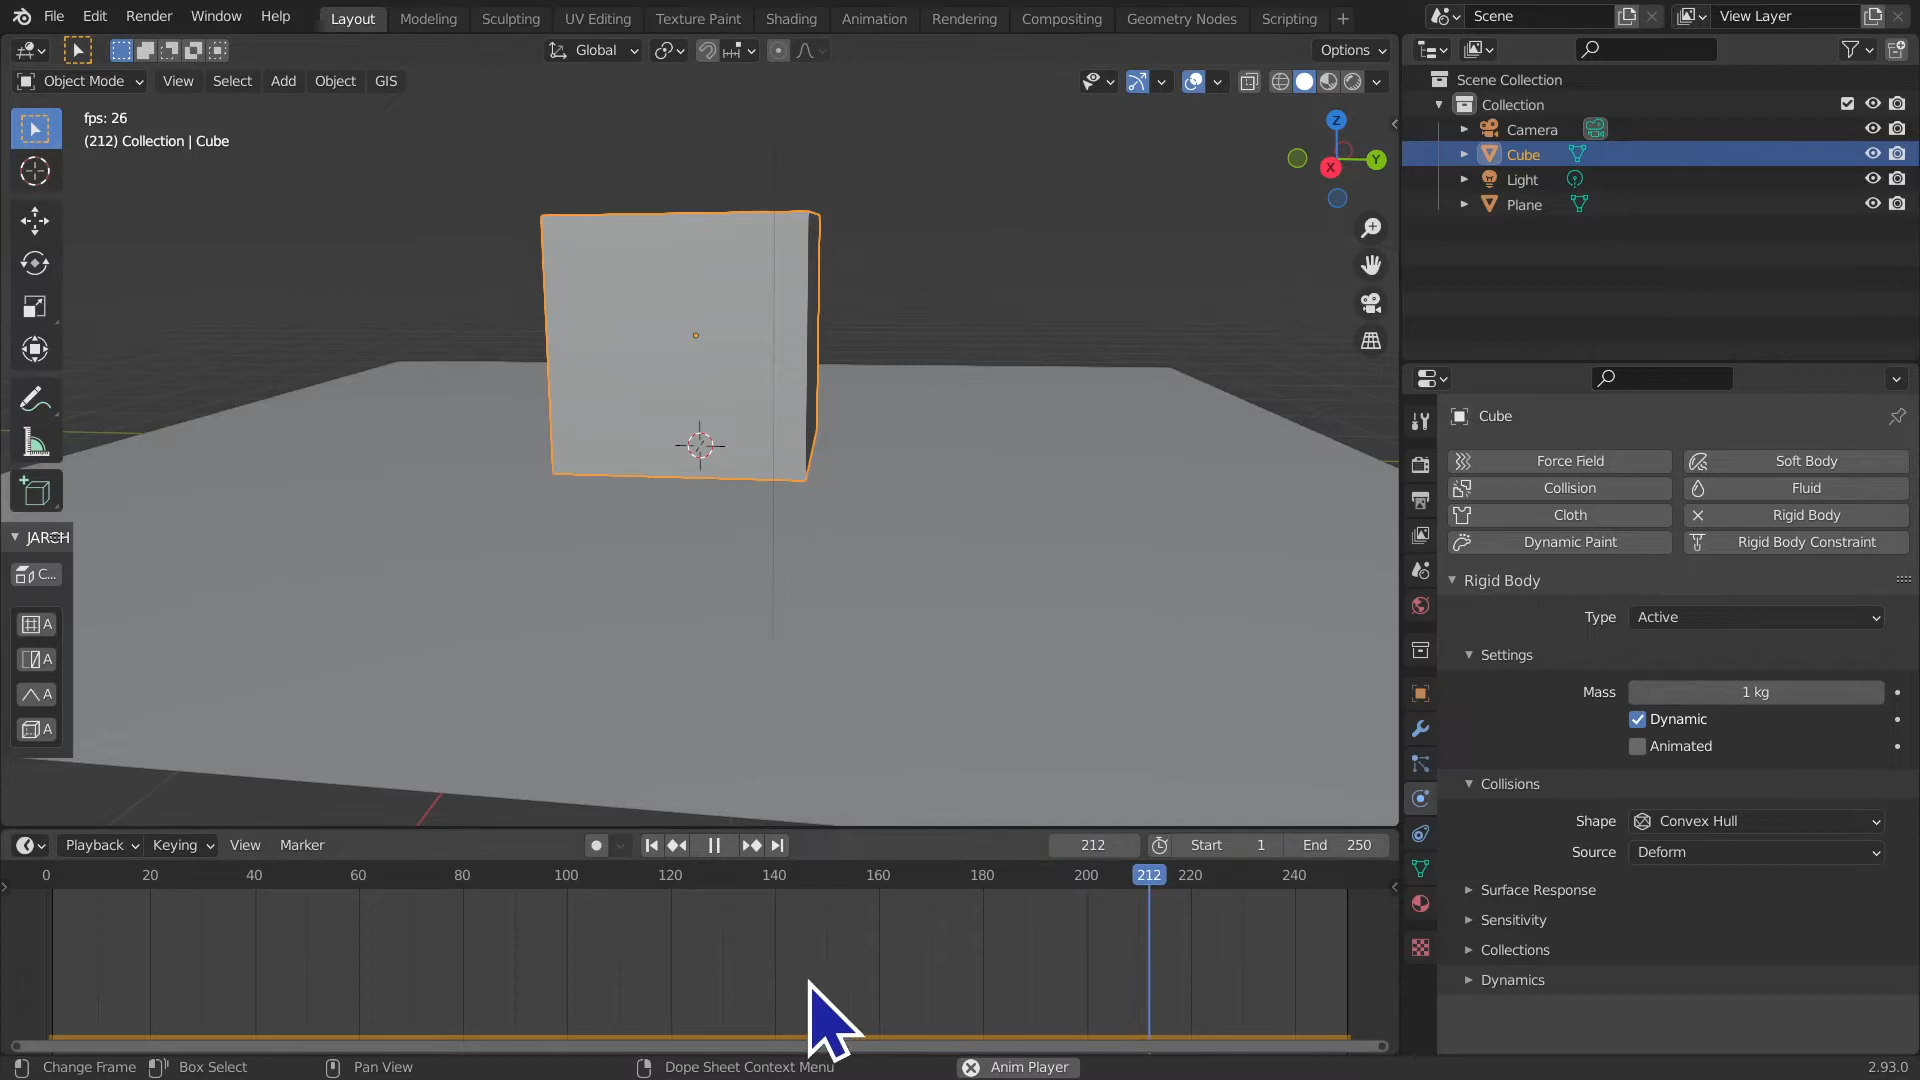 File Edit Render Window Help
Layout Modeling Sculpting UV Editing Texture Paint Shading Animation Rendering Compositing Geometry Nodes Scripting +
Scene
View Layer
Global
Options
Object Mode View Select Add Object GIS
fps: 26
(212) Collection | Cube
Z
Y
X
Scene Collection
Collection
Camera
Cube
Light
Plane
C...
A
A
A
A
Cube
Force Field Soft Body
Collision Fluid
Cloth Rigid Body
Dynamic Paint Rigid Body Constraint
Rigid Body
Type Active
Settings
Mass 1 kg
Dynamic
Animated
Collisions
Shape Convex Hull
Source Deform
Surface Response
Sensitivity
Collections
Dynamics
Playback Keying View Marker 212 Start 1 End 250
0 20 40 60 80 100 120 140 160 180 200 212 220 240
Change Frame Box Select Pan View Dope Sheet Context Menu Anim Player 2.93.0